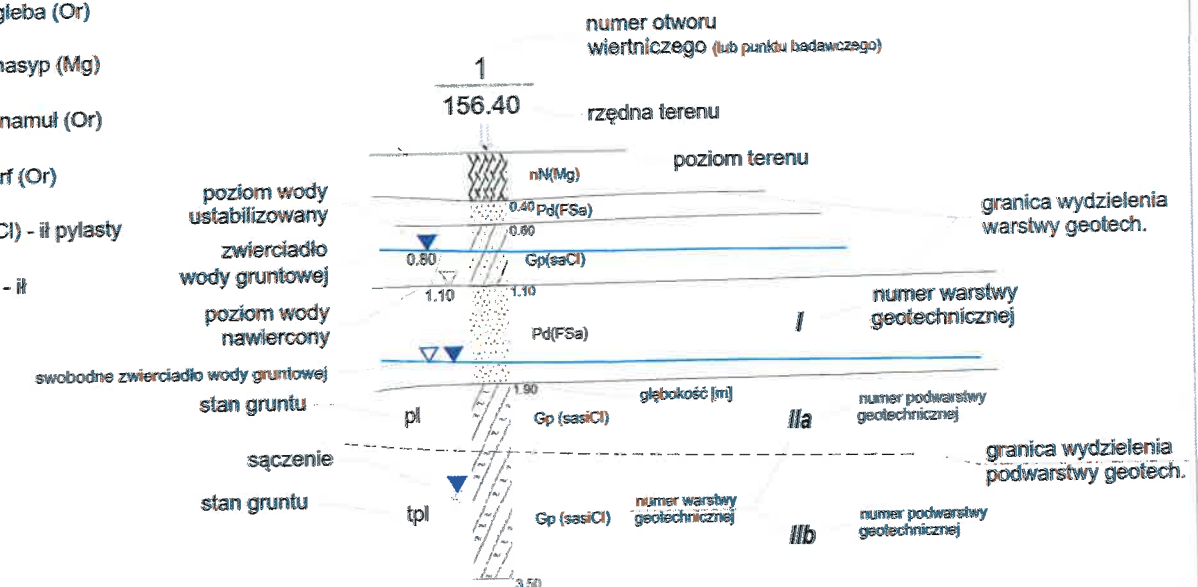 gleba (Or)
nasyp (Mg)
namuł (Or)
rf (Or)
Cl) - ił pylasty
- ił
numer otworu
wiertniczego (lub punktu badawczego)
1
156.40
rzędna terenu
poziom terenu
nN(Mg)
0.40 Pd(FSa)
0.60
poziom wody
ustabilizowany
granica wydzielenia
warstwy geotech.
zwierciadło
wody gruntowej
0.80
Gp(saCl)
1.10
1.10
poziom wody
nawiercony
Pd(FSa)
I
numer warstwy
geotechnicznej
swobodne zwierciadło wody gruntowej
1.90
głębokość [m]
stan gruntu
pl
Gp (sasiCl)
IIa
numer podwarstwy
geotechnicznej
sączenie
granica wydzielenia
podwarstwy geotech.
stan gruntu
tpl
Gp (sasiCl)
numer warstwy
geotechnicznej
IIb
numer podwarstwy
geotechnicznej
3.50